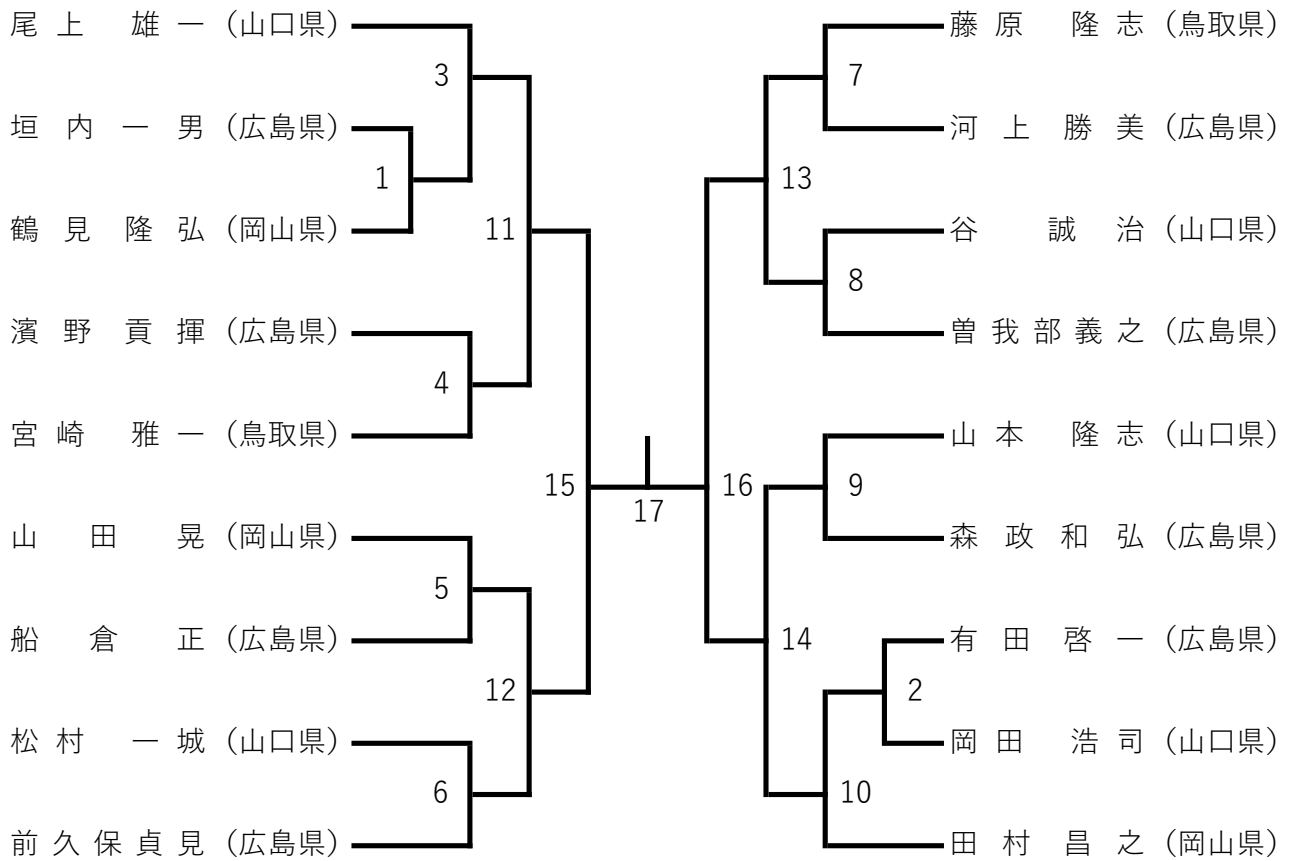 尾上 雄一 (山口県)
3
垣内一男 (広島県)
1
鶴見隆弘 (岡山県)
11
濱野貢揮 (広島県)
4
宮崎雅一 (鳥取県)
15
山田晃 (岡山県)
5
船倉正 (広島県)
12
松村一城 (山口県)
6
前久保貞見 (広島県)
17
藤原隆志 (鳥取県)
7
河上勝美 (広島県)
13
谷誠治 (山口県)
8
曽我部義之 (広島県)
16
山本隆志 (山口県)
9
森政和弘 (広島県)
14
有田啓一 (広島県)
2
岡田浩司 (山口県)
10
田村昌之 (岡山県)